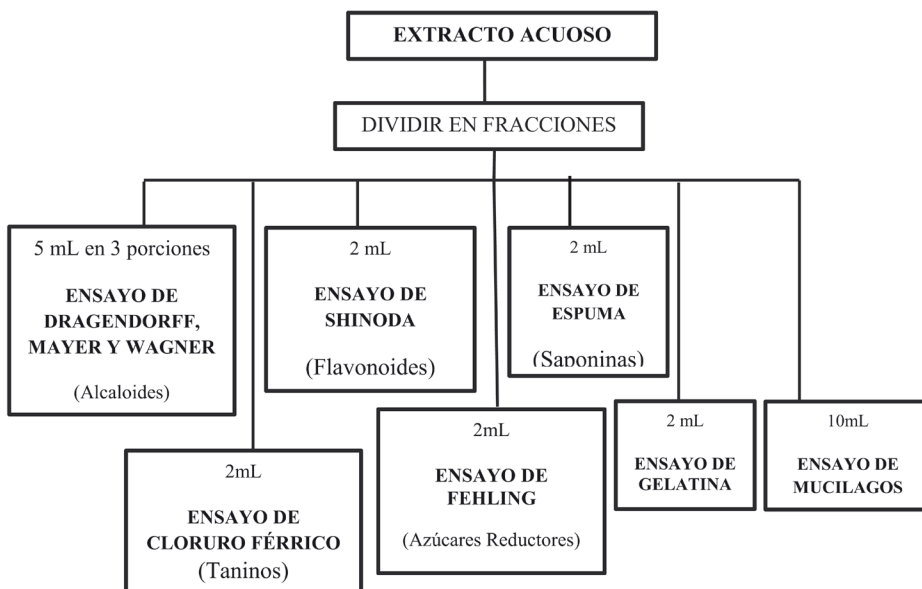 EXTRACTO ACUOSO
DIVIDIR EN FRACCIONES
5 mL en 3 porciones
ENSAYO DE
DRAGENDORFF,
MAYER Y WAGNER
(Alcaloides)
2 mL
ENSAYO DE
SHINODA
(Flavonoides)
2 mL
ENSAYO DE
ESPUMA
(Saponinas)
2mL
ENSAYO DE
CLORURO FÉRRICO
(Taninos)
2mL
ENSAYO DE
FEHLING
(Azúcares Reductores)
2 mL
ENSAYO DE
GELATINA
10mL
ENSAYO DE
MUCILAGOS